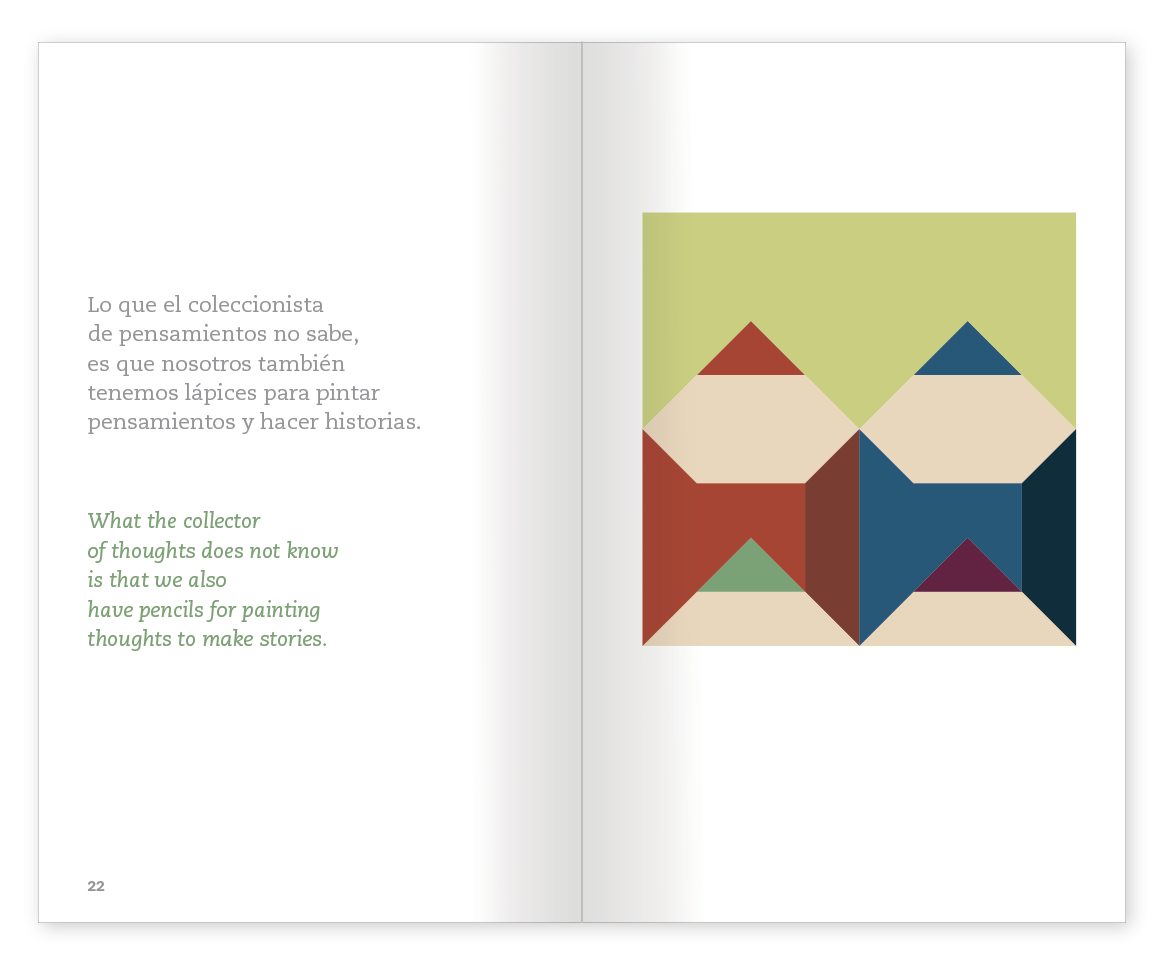 Lo que el coleccionista
de pensamientos no sabe,
es que nosotros también
tenemos lápices para pintar
pensamientos y hacer historias.
What the collector
of thoughts does not know
is that we also
have pencils for painting
thoughts to make stories.
22